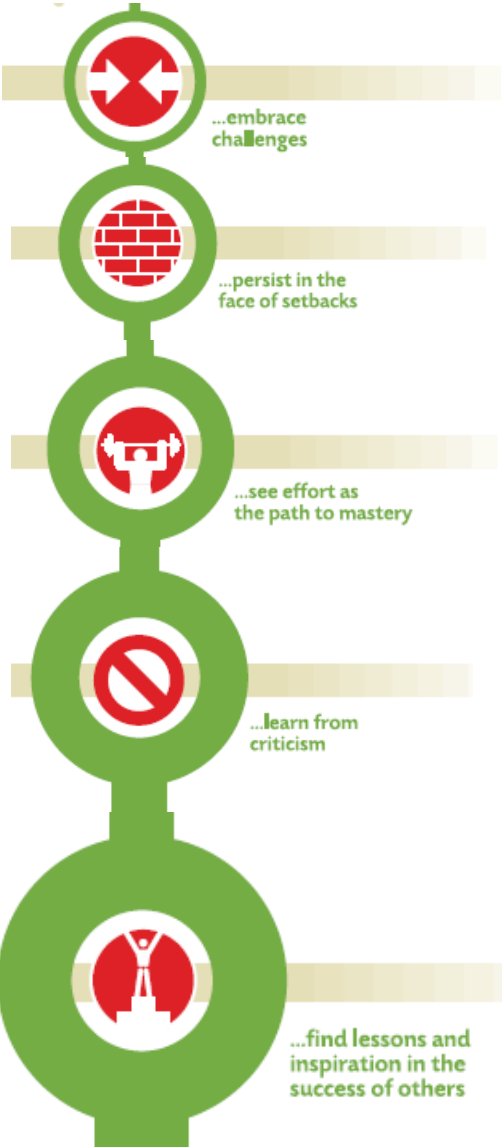 ...embrace
challenges
...persist in the
face of setbacks
...see effort as
the path to mastery
...learn from
criticism
...find lessons and
inspiration in the
success of others